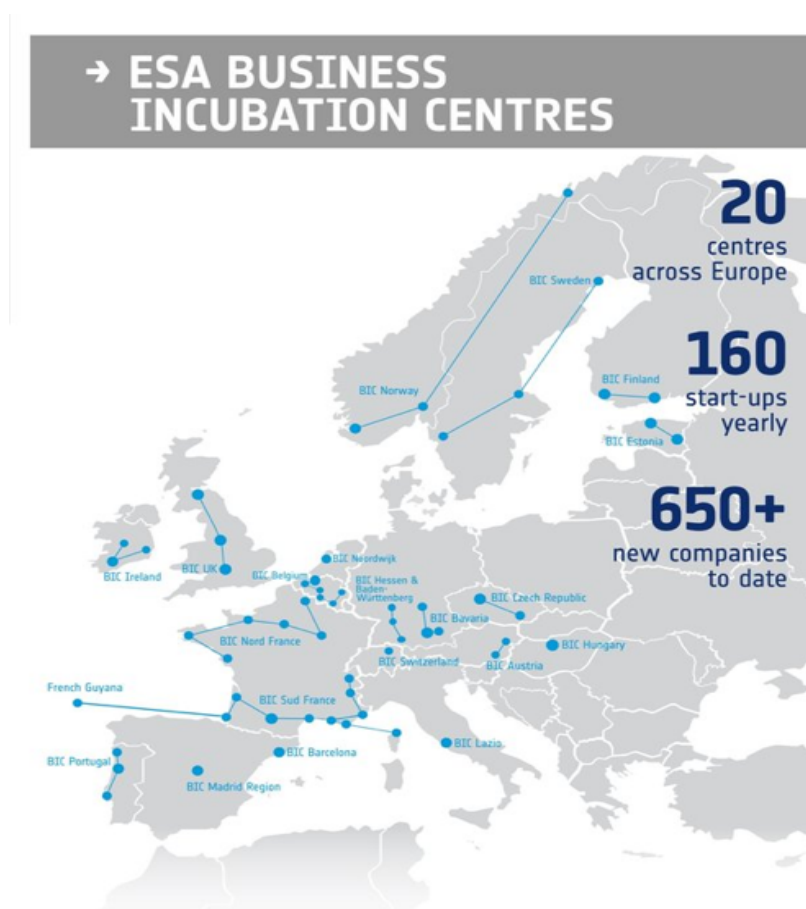 → ESA BUSINESS
INCUBATION CENTRES
20
centres
across Europe
BIC Sweden
160
start-ups
yearly
BIC Norway
BIC Finland
BIC Estonia
650+
new companies
to date
BIC Ireland
BIC UK
BIC Noordwijk
BIC Belgium
BIC Hessen &
Baden-
Württemberg
BIC Czech Republic
BIC Bavaria
BIC Nord France
BIC Switzerland
BIC Austria
BIC Hungary
French Guyana
BIC Sud France
BIC Portugal
BIC Barcelona
BIC Lazio
BIC Madrid Region